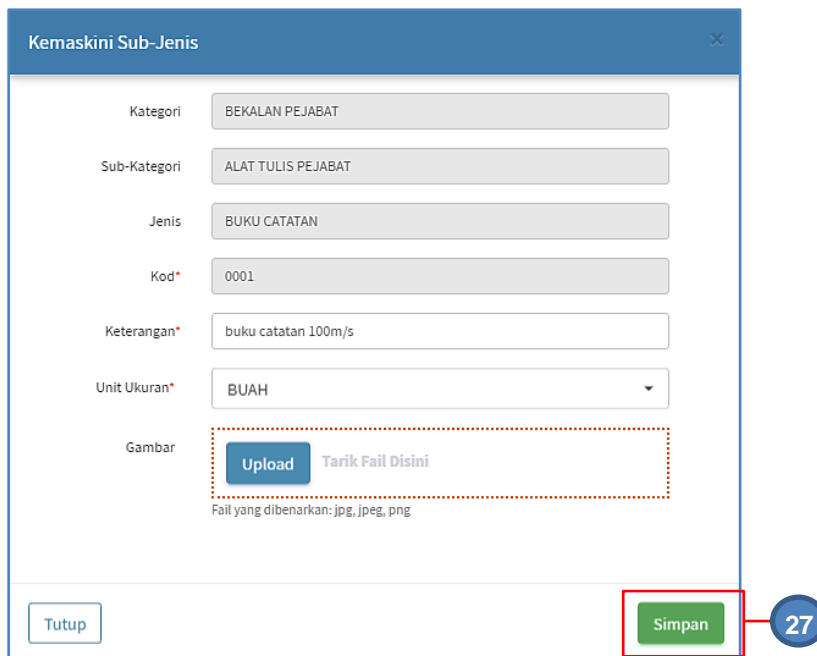 Kemaskini Sub-Jenis ×
Kategori BEKALAN PEJABAT
Sub-Kategori ALAT TULIS PEJABAT
Jenis BUKU CATATAN
Kod* 0001
Keterangan* buku catatan 100m/s
Unit Ukuran* BUAH
Gambar Upload Tarik Fail Disini
Fail yang dibenarkan: jpg, jpeg, png
Tutup Simpan 27